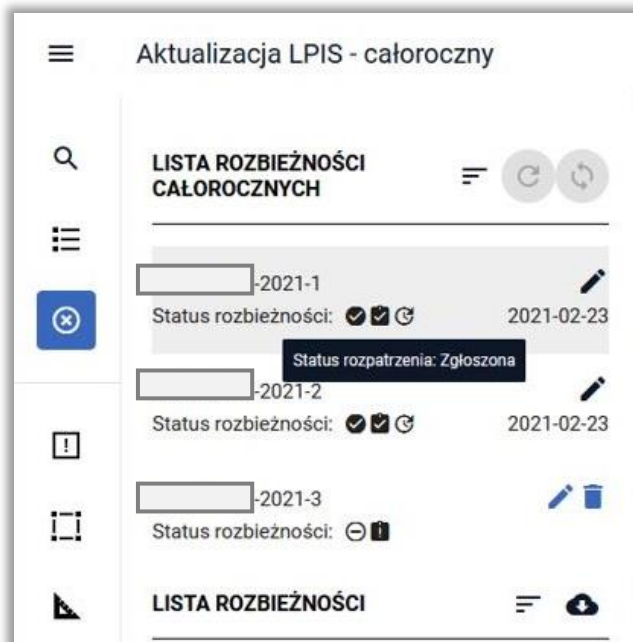 Aktualizacja LPIS - całoroczny
LISTA ROZBIEŻNOŚCI
CAŁOROCZNYCH
-2021-1
Status rozbieżności: 2021-02-23
Status rozpatrzenia: Zgłoszona
-2021-2
Status rozbieżności: 2021-02-23
-2021-3
Status rozbieżności:
LISTA ROZBIEŻNOŚCI